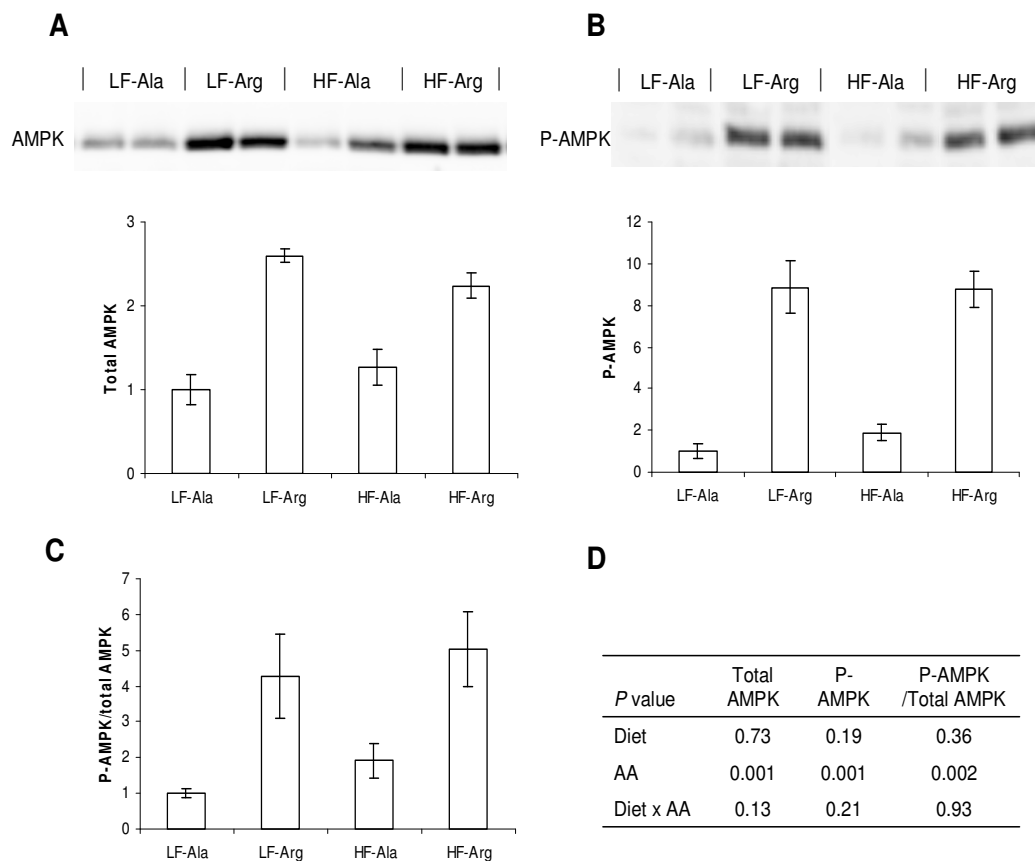 A
LF-Ala LF-Arg HF-Ala HF-Arg
AMPK
Total AMPK
3
2
1
0
LF-Ala LF-Arg HF-Ala HF-Arg
B
LF-Ala LF-Arg HF-Ala HF-Arg
P-AMPK
P-AMPK
12
10
8
6
4
2
0
LF-Ala LF-Arg HF-Ala HF-Arg
C
P-AMPK/total AMPK
7
6
5
4
3
2
1
0
LF-Ala LF-Arg HF-Ala HF-Arg
D
Total P- P-AMPK
P value AMPK AMPK /Total AMPK
Diet 0.73 0.19 0.36
AA 0.001 0.001 0.002
Diet x AA 0.13 0.21 0.93